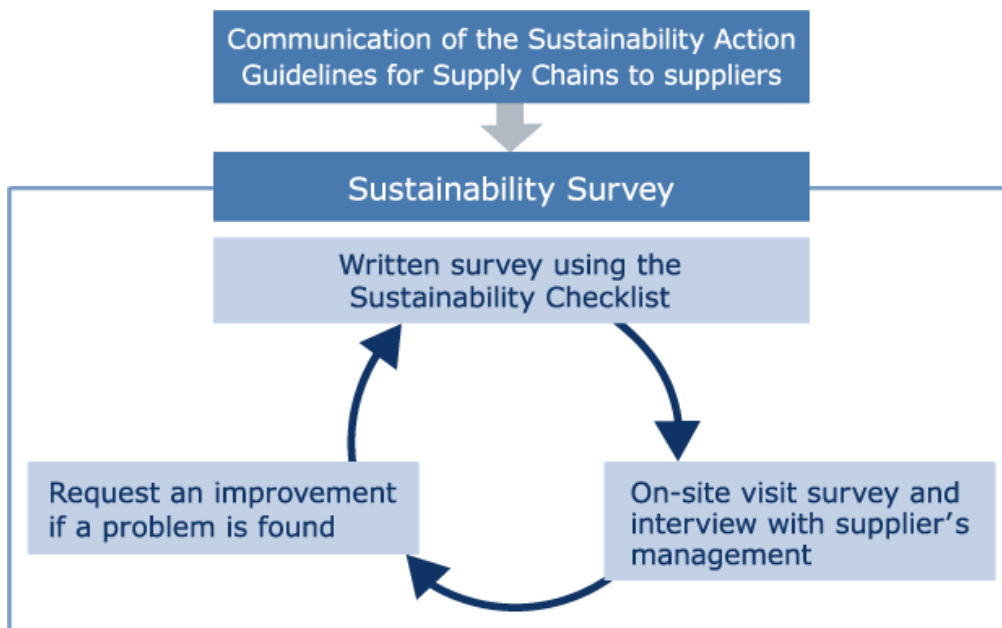 Communication of the Sustainability Action
Guidelines for Supply Chains to suppliers
Sustainability Survey
Written survey using the
Sustainability Checklist
Request an improvement
if a problem is found
On-site visit survey and
interview with supplier’s
management